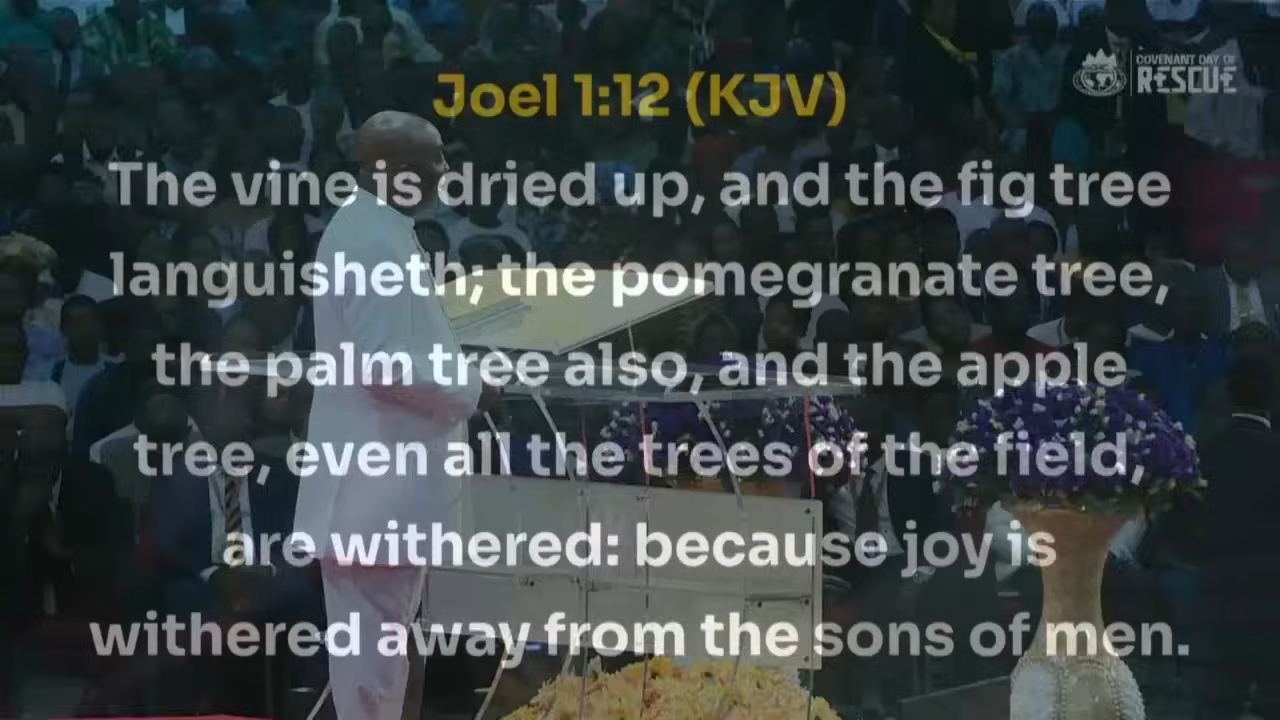 COVENANT DAY OF
RESCUE
Joel 1:12 (KJV)
The vine is dried up, and the fig tree
languisheth; the pomegranate tree,
the palm tree also, and the apple
tree, even all the trees of the field,
are withered: because joy is
withered away from the sons of men.